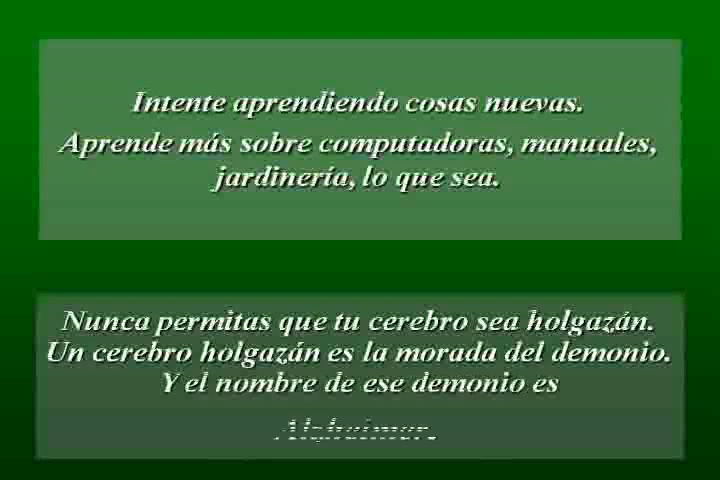 Intente aprendiendo cosas nuevas.
Aprende más sobre computadoras, manuales,
jardinería, lo que sea.
Nunca permitas que tu cerebro sea holgazán.
Un cerebro holgazán es la morada del demonio.
Y el nombre de ese demonio es